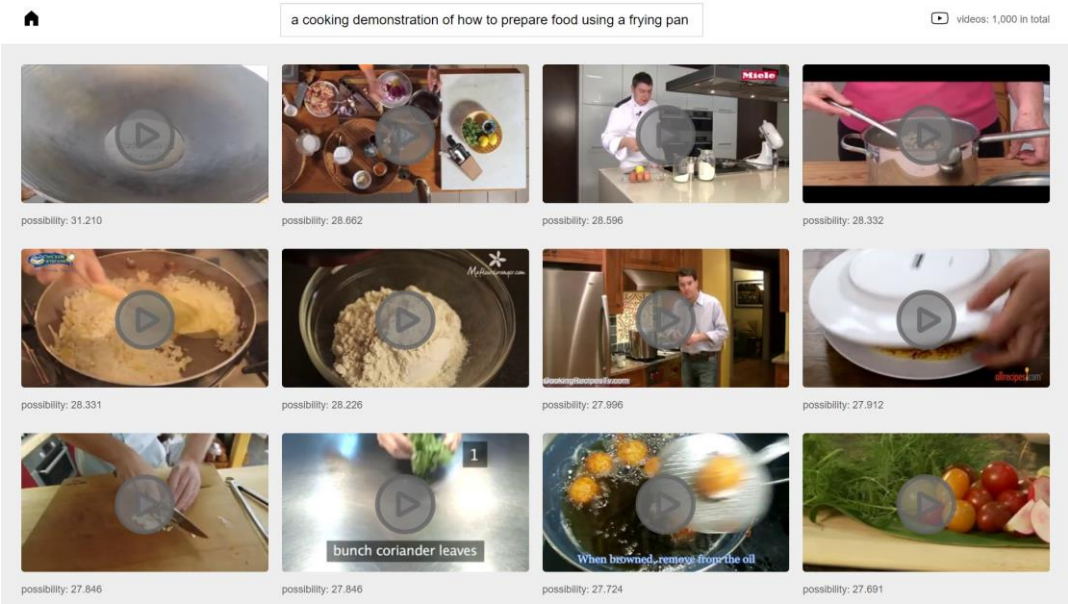 a cooking demonstration of how to prepare food using a frying pan
videos: 1,000 in total
Miele
possibility: 31.210
possibility: 28.662
possibility: 28.596
possibility: 28.332
CookingRecipesTv.com
allrecipes.com
possibility: 28.331
possibility: 28.226
possibility: 27.996
possibility: 27.912
1
bunch coriander leaves
When browned, remove from the oil
possibility: 27.846
possibility: 27.846
possibility: 27.724
possibility: 27.691